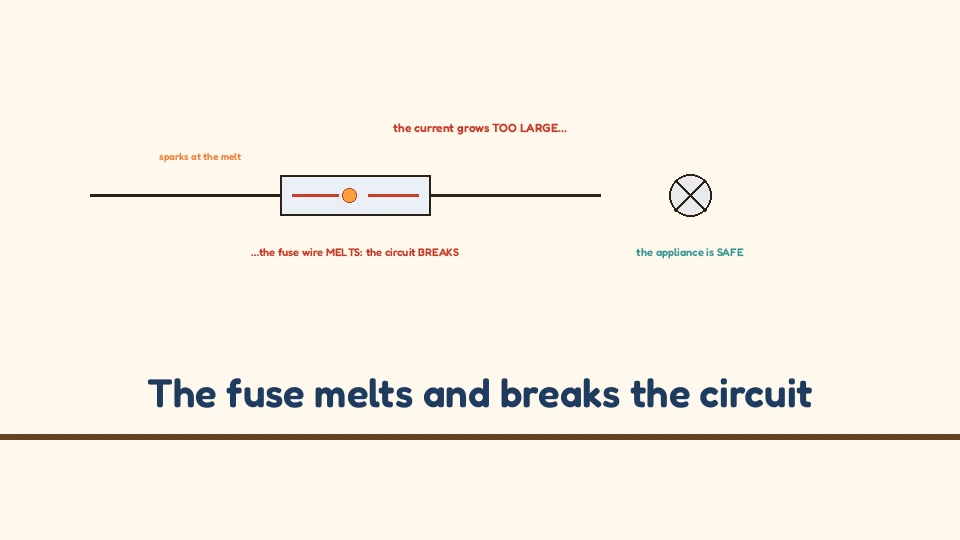 the current grows TOO LARGE...
sparks at the melt
...the fuse wire MELTS: the circuit BREAKS
the appliance is SAFE
The fuse melts and breaks the circuit